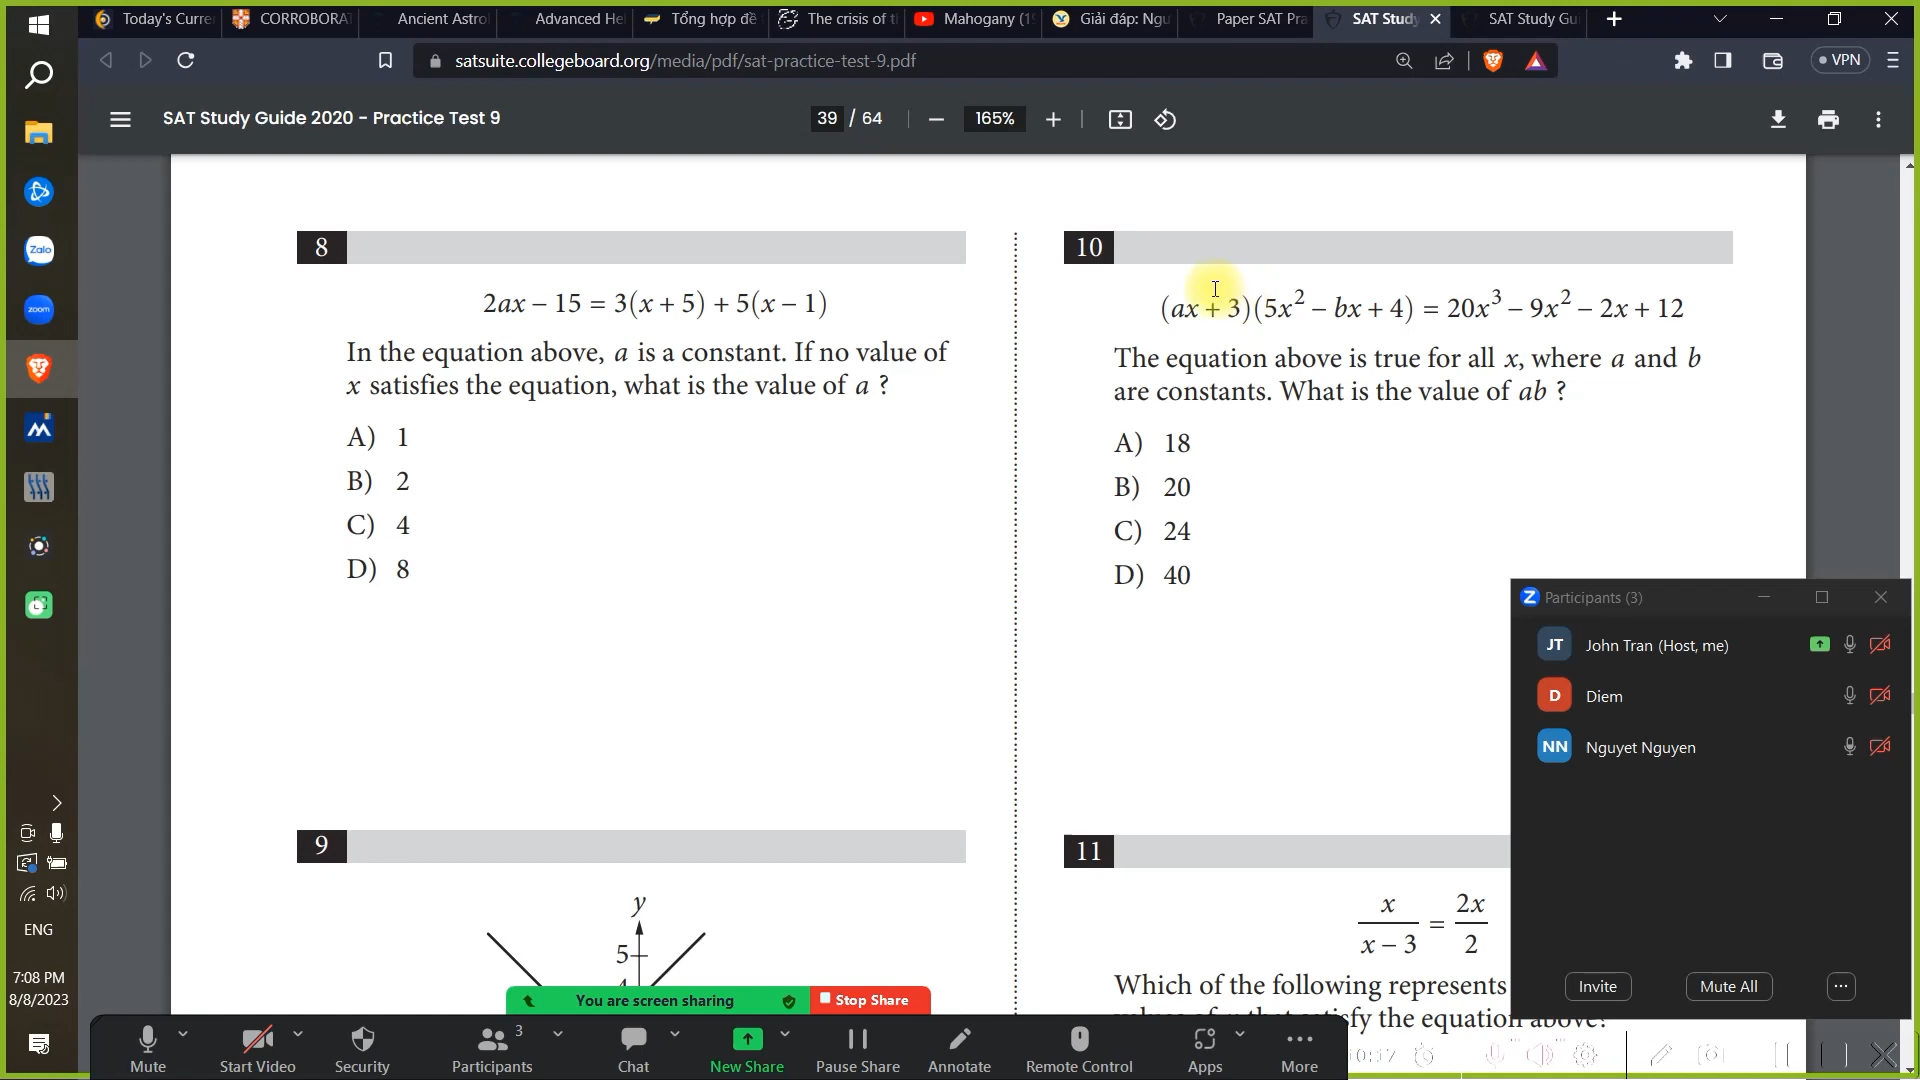 Today's Curre
CORROBORAT
Ancient Astrol
Advanced Hel
Tổng hợp đề
The crisis of t
Mahogany (1
Giải đáp: Ngu
Paper SAT Pra
SAT Study
SAT Study Gu
satsuite.collegeboard.org/media/pdf/sat-practice-test-9.pdf
VPN
SAT Study Guide 2020 - Practice Test 9
39 / 64
165%
8
2ax − 15 = 3(x + 5) + 5(x − 1)
In the equation above, a is a constant. If no value of
x satisfies the equation, what is the value of a ?
A) 1
B) 2
C) 4
D) 8
9
y
5
4
10
(ax + 3)(5x² − bx + 4) = 20x³ − 9x² − 2x + 12
The equation above is true for all x, where a and b
are constants. What is the value of ab ?
A) 18
B) 20
C) 24
D) 40
11
x/(x − 3) = 2x/2
Which of the following represents
fy the equation above?
Participants (3)
JT John Tran (Host, me)
D Diem
NN Nguyet Nguyen
Invite
Mute All
Zalo
zoom
ENG
7:08 PM
8/8/2023
You are screen sharing
Stop Share
Mute
Start Video
Security
Participants 3
Chat
New Share
Pause Share
Annotate
Remote Control
Apps
More